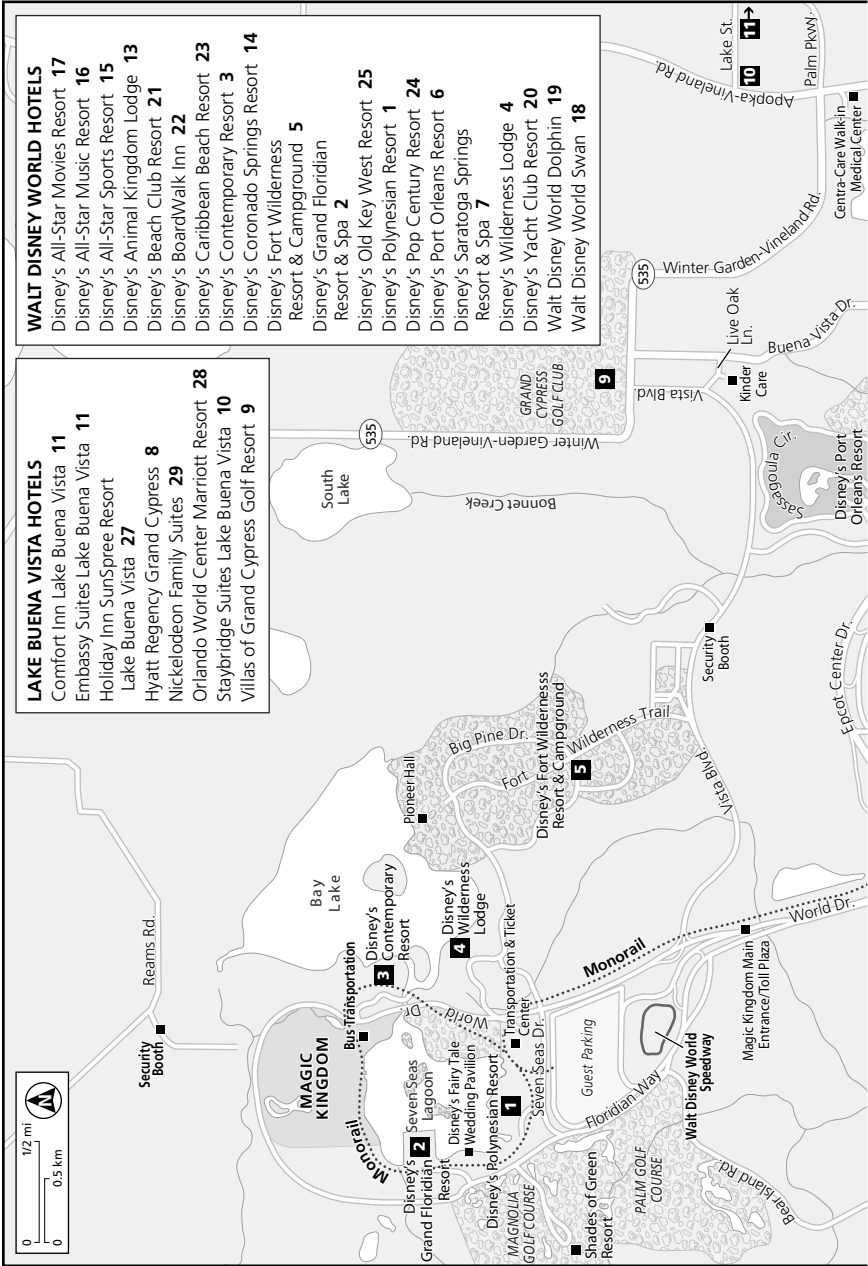 0 1/2 mi
0 0.5 km
N
LAKE BUENA VISTA HOTELS
Comfort Inn Lake Buena Vista 11
Embassy Suites Lake Buena Vista 11
Holiday Inn SunSpree Resort
Lake Buena Vista 27
Hyatt Regency Grand Cypress 8
Nickelodeon Family Suites 29
Orlando World Center Marriott Resort 28
Staybridge Suites Lake Buena Vista 10
Villas of Grand Cypress Golf Resort 9
WALT DISNEY WORLD HOTELS
Disney's All-Star Movies Resort 17
Disney's All-Star Music Resort 16
Disney's All-Star Sports Resort 15
Disney's Animal Kingdom Lodge 13
Disney's Beach Club Resort 21
Disney's BoardWalk Inn 22
Disney's Caribbean Beach Resort 23
Disney's Contemporary Resort 3
Disney's Coronado Springs Resort 14
Disney's Fort Wilderness
Resort & Campground 5
Disney's Grand Floridian
Resort & Spa 2
Disney's Old Key West Resort 25
Disney's Polynesian Resort 1
Disney's Pop Century Resort 24
Disney's Port Orleans Resort 6
Disney's Saratoga Springs
Resort & Spa 7
Disney's Wilderness Lodge 4
Disney's Yacht Club Resort 20
Walt Disney World Dolphin 19
Walt Disney World Swan 18
Security
Booth
Reams Rd.
MAGIC
KINGDOM
Bus Transportation
Bay
Lake
South
Lake
535
Winter Garden-Vineland Rd.
GRAND
CYPRESS
GOLF CLUB
9
Monorail
Disney's
Grand Floridian
Resort
2
Seven Seas
Lagoon
3
Disney's
Contemporary
Resort
Pioneer Hall
Bonnet Creek
Disney's Fairy Tale
Wedding Pavilion
World Dr.
4
Disney's
Wilderness
Lodge
Big Pine Dr.
Disney's Polynesian Resort
1
Transportation & Ticket
Center
Fort Wilderness Trail
Disney's Fort Wildernesss
Resort & Campground
5
MAGNOLIA
GOLF COURSE
Seven Seas Dr.
Monorail
Vista Blvd.
535
Winter Garden-Vineland Rd.
Apopka-Vineland Rd.
Lake St.
10
11
Shades of Green
Resort
Guest Parking
Floridian Way
PALM GOLF
COURSE
Walt Disney World
Speedway
Security
Booth
Kinder
Care
Live Oak
Ln.
Buena Vista Dr.
Palm Pkwy.
Bear Island Rd.
Magic Kingdom Main
Entrance/Toll Plaza
World Dr.
Vista Blvd.
Sassagoula Cir.
Disney's Port
Orleans Resort
Epcot Center Dr.
Centra-Care Walk-in
Medical Center